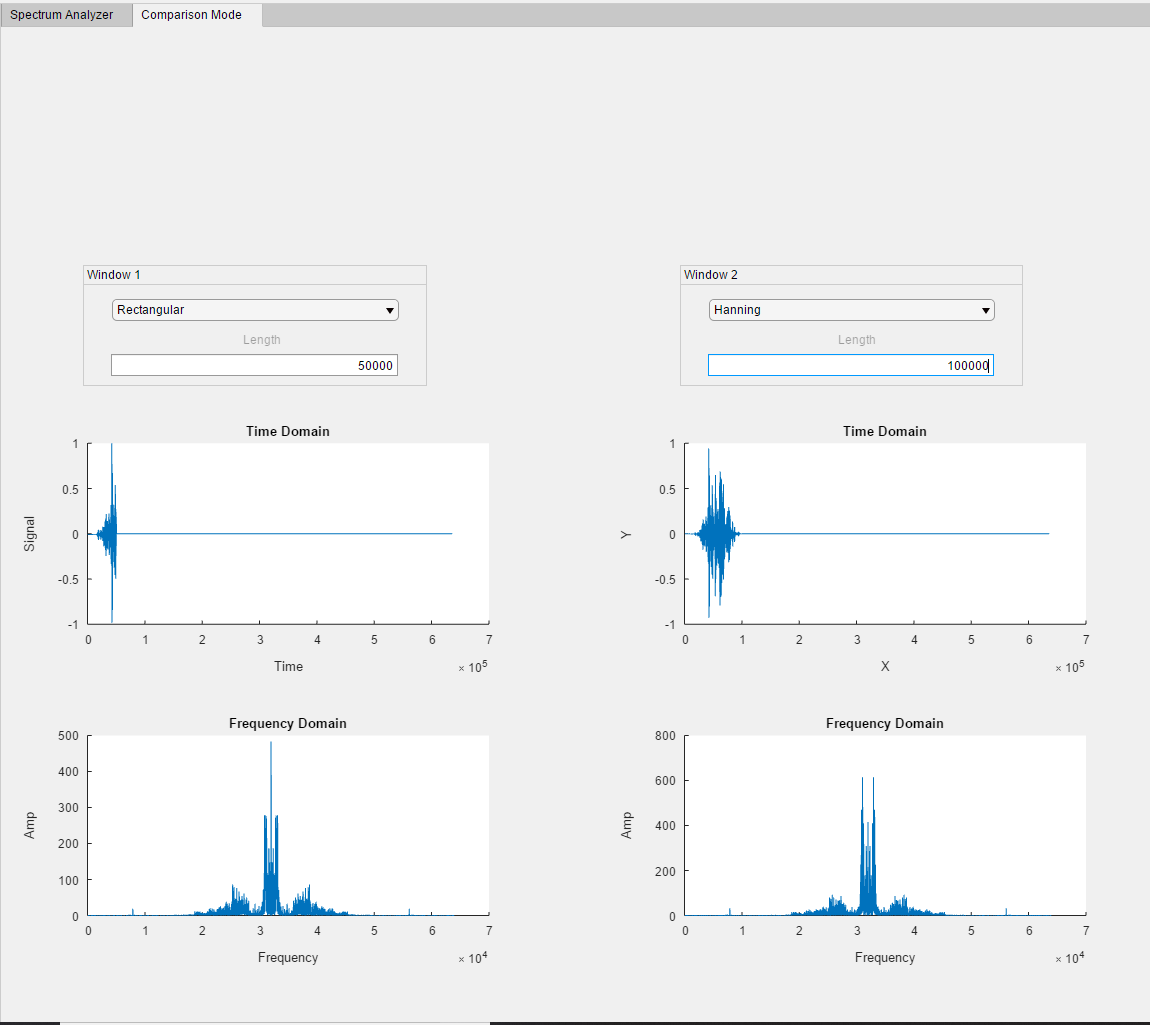 Spectrum Analyzer Comparison Mode
Window 1
Rectangular
Length
50000
Window 2
Hanning
Length
100000
Time Domain
Signal
1
0.5
0
-0.5
-1
0 1 2 3 4 5 6 7
Time
× 10^5
Time Domain
Y
1
0.5
0
-0.5
-1
0 1 2 3 4 5 6 7
X
× 10^5
Frequency Domain
Amp
500
400
300
200
100
0
0 1 2 3 4 5 6 7
Frequency
× 10^4
Frequency Domain
Amp
800
600
400
200
0
0 1 2 3 4 5 6 7
Frequency
× 10^4